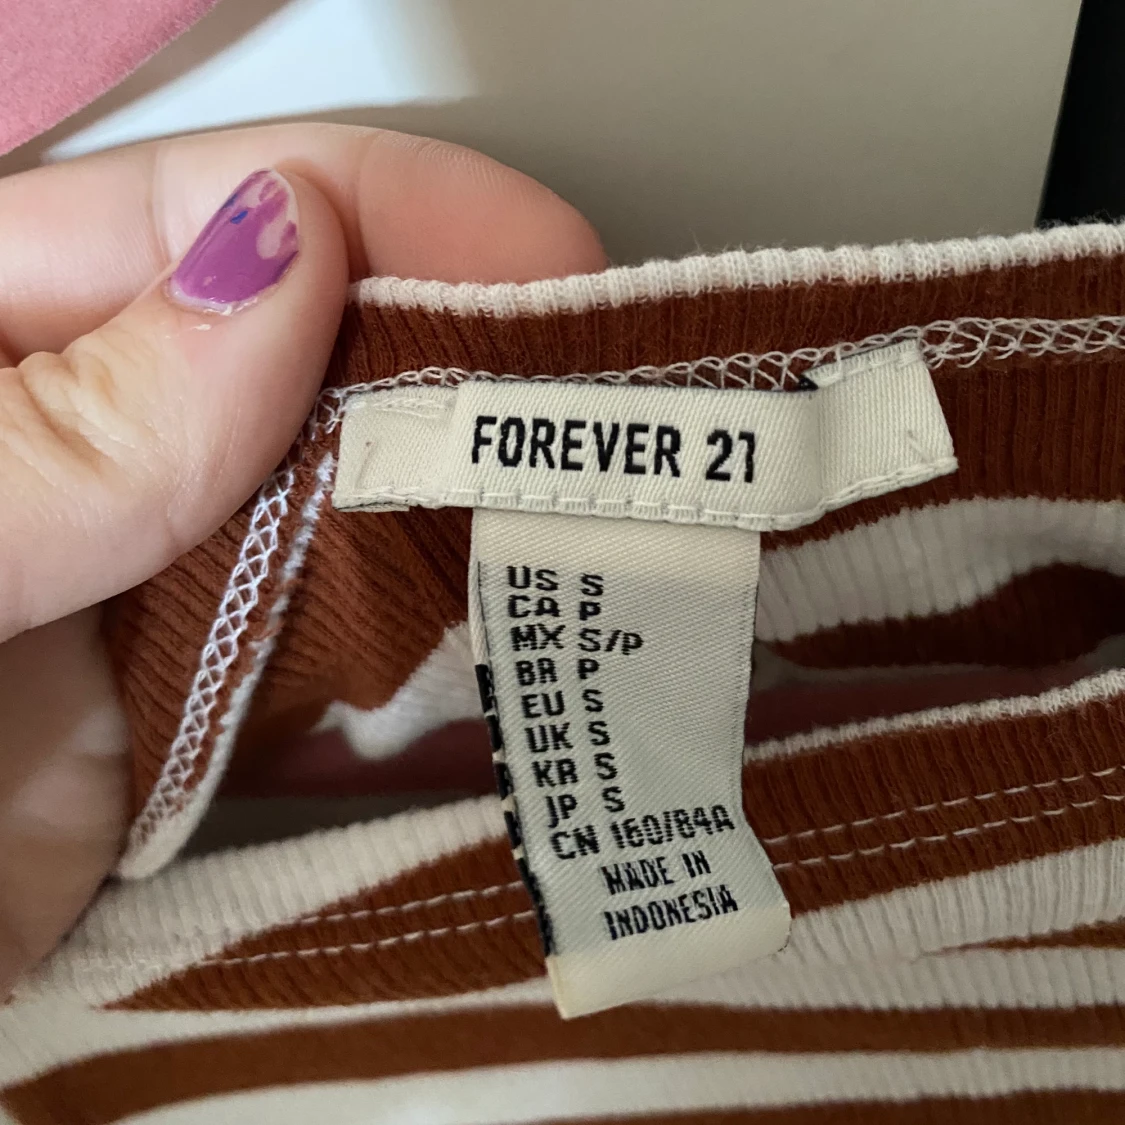 FOREVER 21
US S
CA P
MX S/P
BR P
EU S
UK S
KR S
JP S
CN 160/84A
MADE IN
INDONESIA